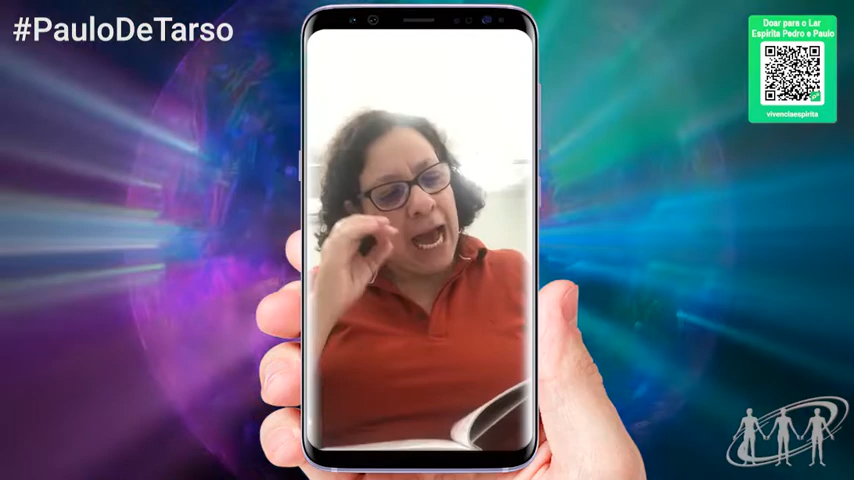 #PauloDeTarso
Doar para o Lar
Espírita Pedro e Paulo
vivenciaespirita